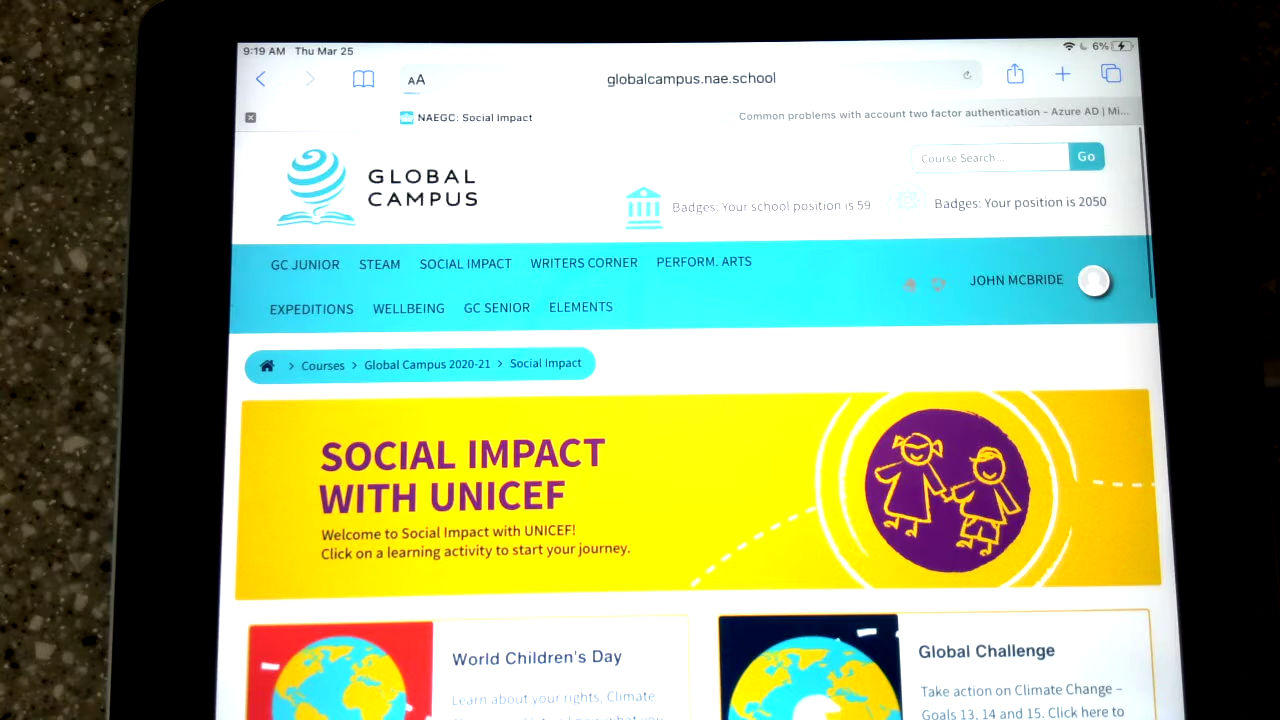 9:19 AM Thu Mar 25
6%
AA
globalcampus.nae.school
NAEGC: Social Impact
Common problems with account two factor authentication – Azure AD | Mi...
Course Search...
Go
GLOBAL
CAMPUS
Badges: Your school position is 59
Badges: Your position is 2050
GC JUNIOR STEAM SOCIAL IMPACT WRITERS CORNER PERFORM. ARTS
JOHN MCBRIDE
EXPEDITIONS WELLBEING GC SENIOR ELEMENTS
> Courses > Global Campus 2020-21 > Social Impact
SOCIAL IMPACT
WITH UNICEF
Welcome to Social Impact with UNICEF!
Click on a learning activity to start your journey.
World Children's Day
Learn about your rights, Climate
Global Challenge
Take action on Climate Change –
Goals 13, 14 and 15. Click here to